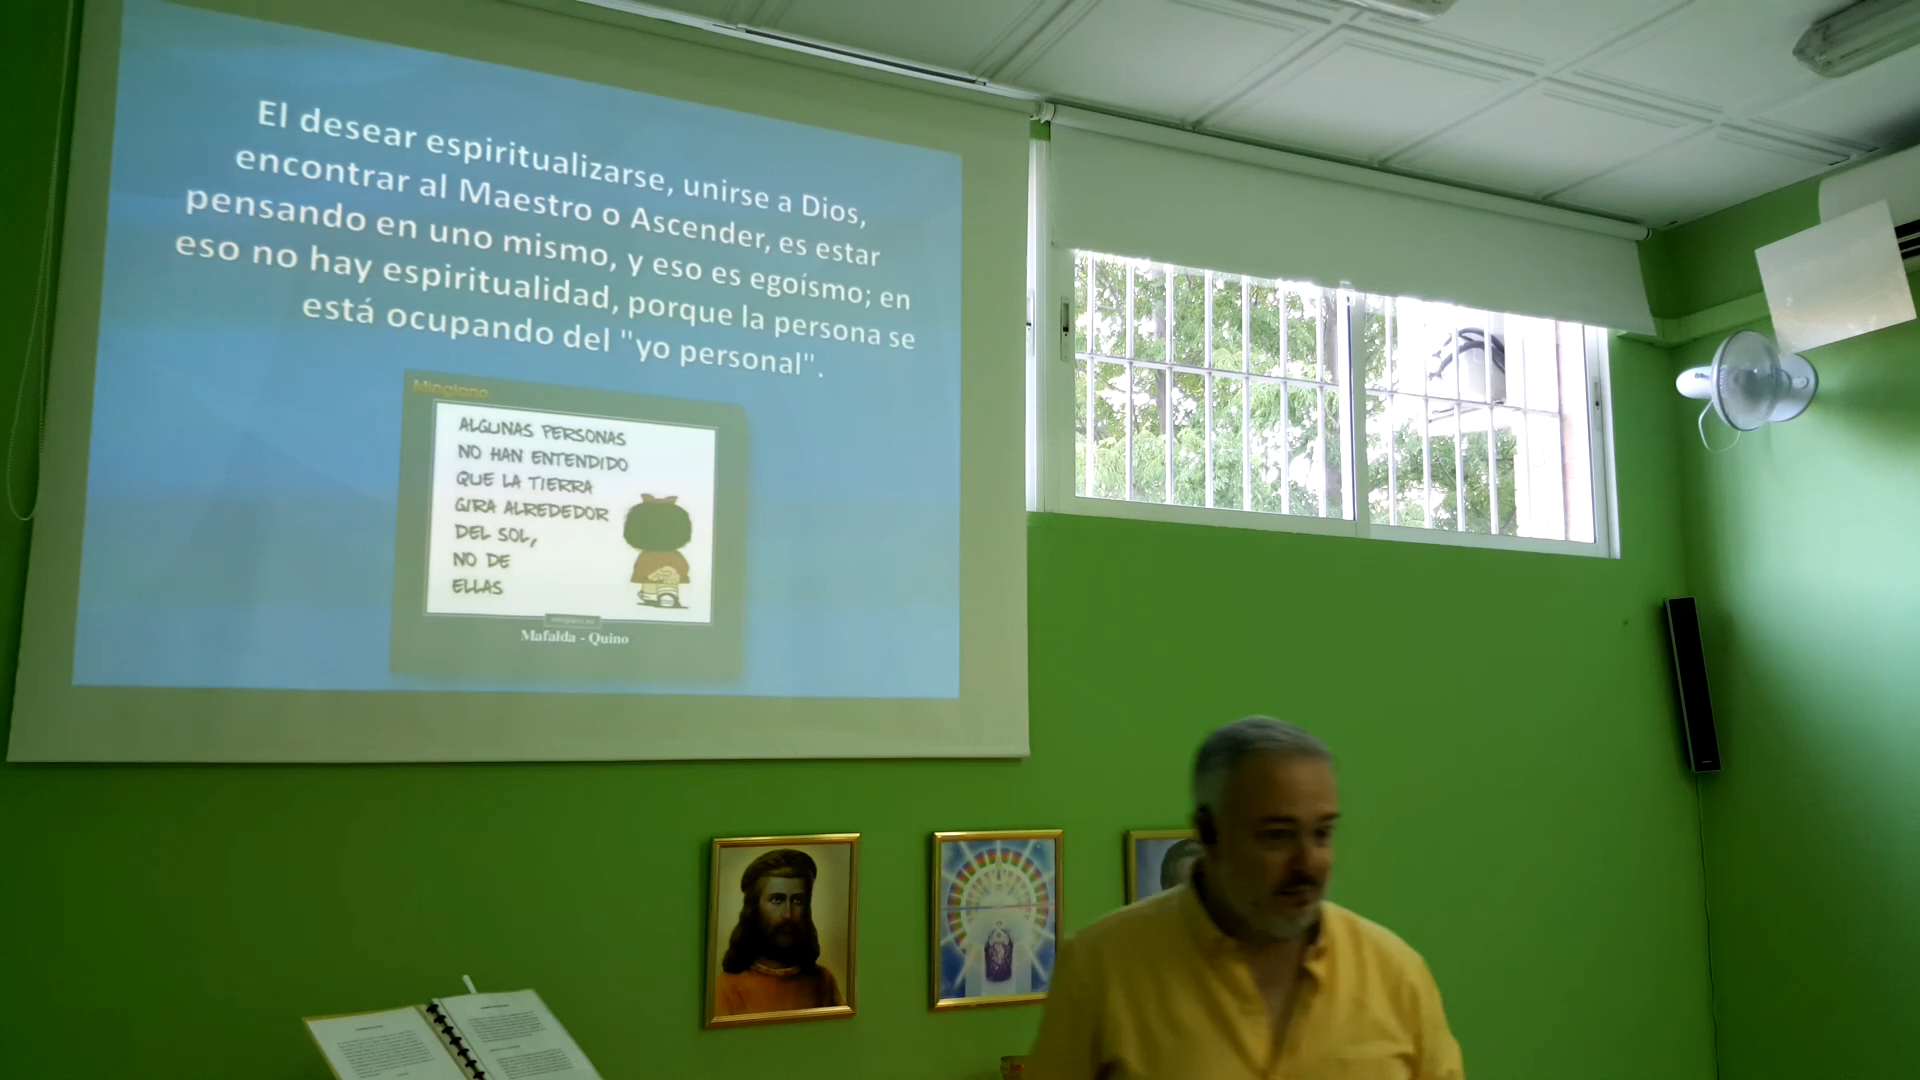 El desear espiritualizarse, unirse a Dios,
encontrar al Maestro o Ascender, es estar
pensando en uno mismo, y eso es egoísmo; en
eso no hay espiritualidad, porque la persona se
está ocupando del "yo personal".
Mingiano
ALGUNAS PERSONAS
NO HAN ENTENDIDO
QUE LA TIERRA
GIRA ALREDEDOR
DEL SOL,
NO DE
ELLAS
Mafalda - Quino